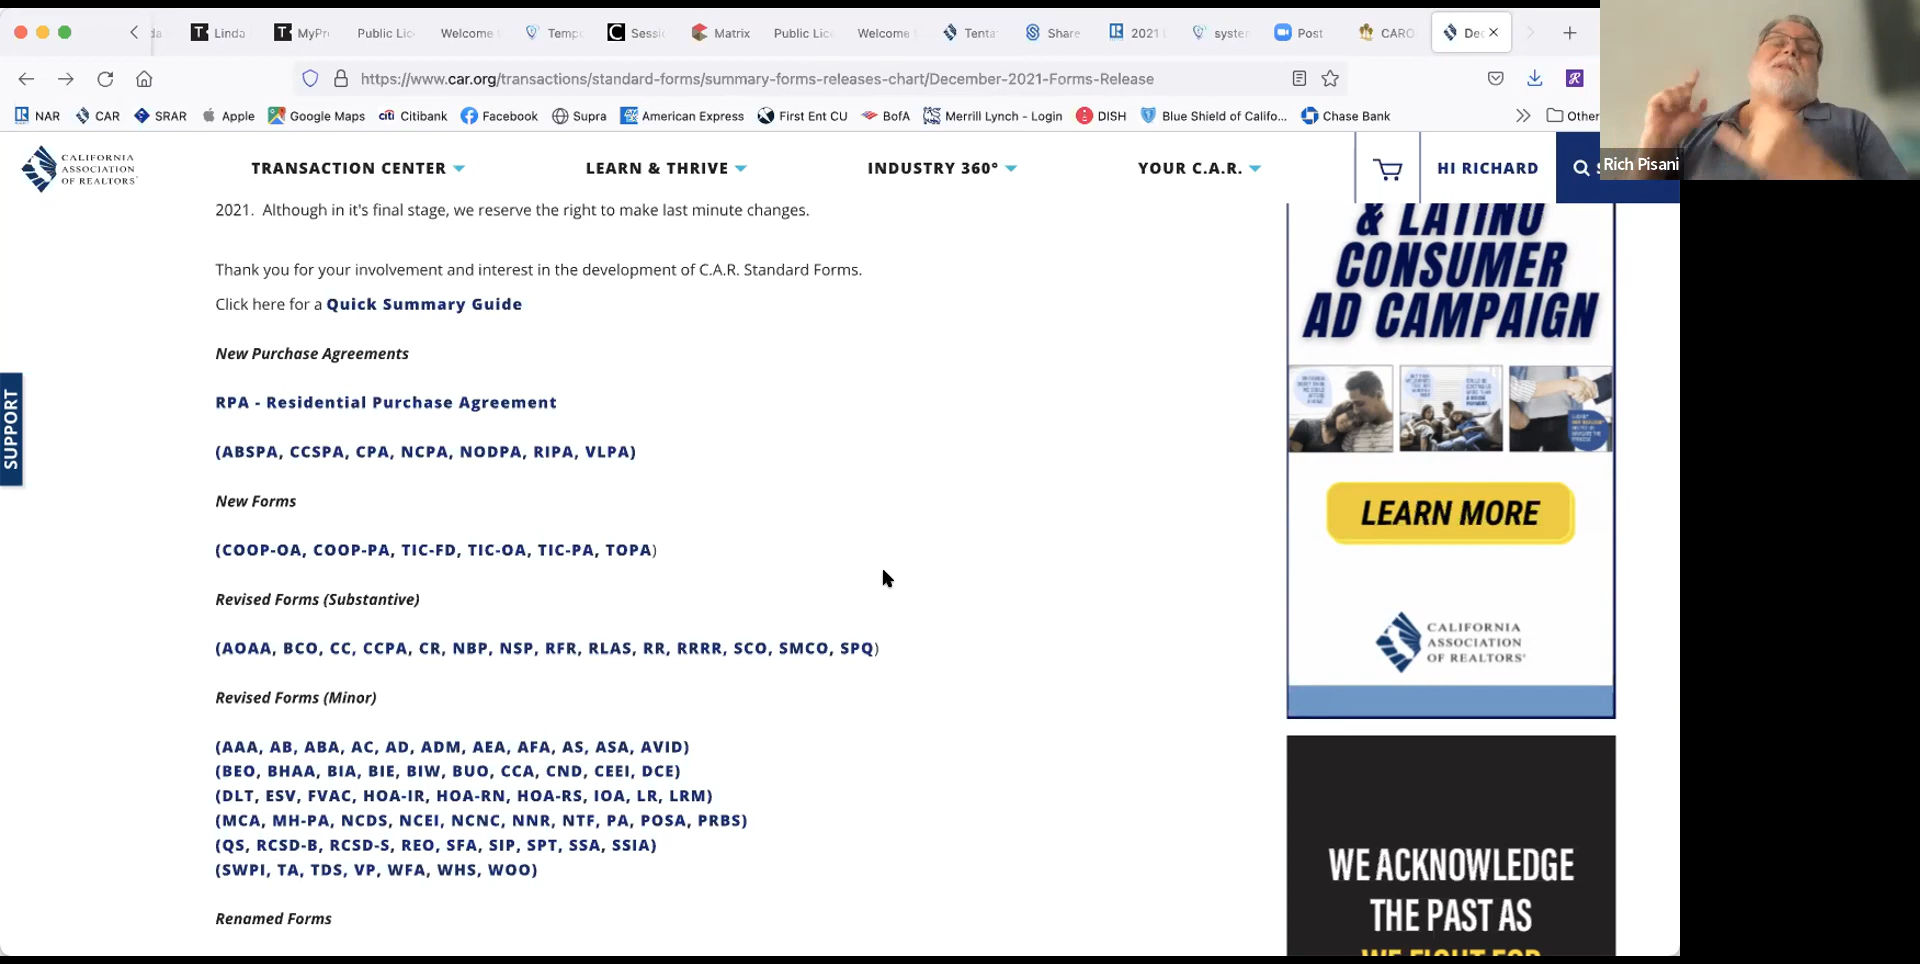 Linda
MyPr
Public Lic
Welcome
Temp
Sessi
Matrix
Public Lic
Welcome
Tenta
Share
2021
syster
Post
CARO
Dec
https://www.car.org/transactions/standard-forms/summary-forms-releases-chart/December-2021-Forms-Release
NAR
CAR
SRAR
Apple
Google Maps
citi Citibank
Facebook
Supra
American Express
First Ent CU
BofA
Merrill Lynch - Login
DISH
Blue Shield of Califo...
Chase Bank
Other
Rich Pisani
CALIFORNIA
ASSOCIATION
OF REALTORS®
TRANSACTION CENTER
LEARN & THRIVE
INDUSTRY 360°
YOUR C.A.R.
HI RICHARD
2021.  Although in it's final stage, we reserve the right to make last minute changes.
Thank you for your involvement and interest in the development of C.A.R. Standard Forms.
Click here for a Quick Summary Guide
New Purchase Agreements
RPA - Residential Purchase Agreement
(ABSPA, CCSPA, CPA, NCPA, NODPA, RIPA, VLPA)
New Forms
(COOP-OA, COOP-PA, TIC-FD, TIC-OA, TIC-PA, TOPA)
Revised Forms (Substantive)
(AOAA, BCO, CC, CCPA, CR, NBP, NSP, RFR, RLAS, RR, RRRR, SCO, SMCO, SPQ)
Revised Forms (Minor)
(AAA, AB, ABA, AC, AD, ADM, AEA, AFA, AS, ASA, AVID)
(BEO, BHAA, BIA, BIE, BIW, BUO, CCA, CND, CEEI, DCE)
(DLT, ESV, FVAC, HOA-IR, HOA-RN, HOA-RS, IOA, LR, LRM)
(MCA, MH-PA, NCDS, NCEI, NCNC, NNR, NTF, PA, POSA, PRBS)
(QS, RCSD-B, RCSD-S, REO, SFA, SIP, SPT, SSA, SSIA)
(SWPI, TA, TDS, VP, WFA, WHS, WOO)
Renamed Forms
SUPPORT
& LATINO
CONSUMER
AD CAMPAIGN
LEARN MORE
CALIFORNIA
ASSOCIATION
OF REALTORS®
WE ACKNOWLEDGE
THE PAST AS
WE FIGHT FOR